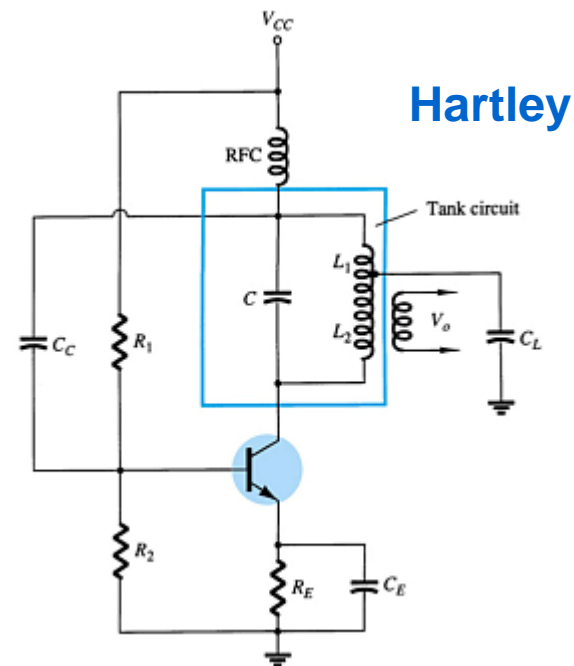 V_CC
Hartley
RFC
Tank circuit
L_1
C
L_2
V_o
C_L
C_C
R_1
R_2
R_E
C_E